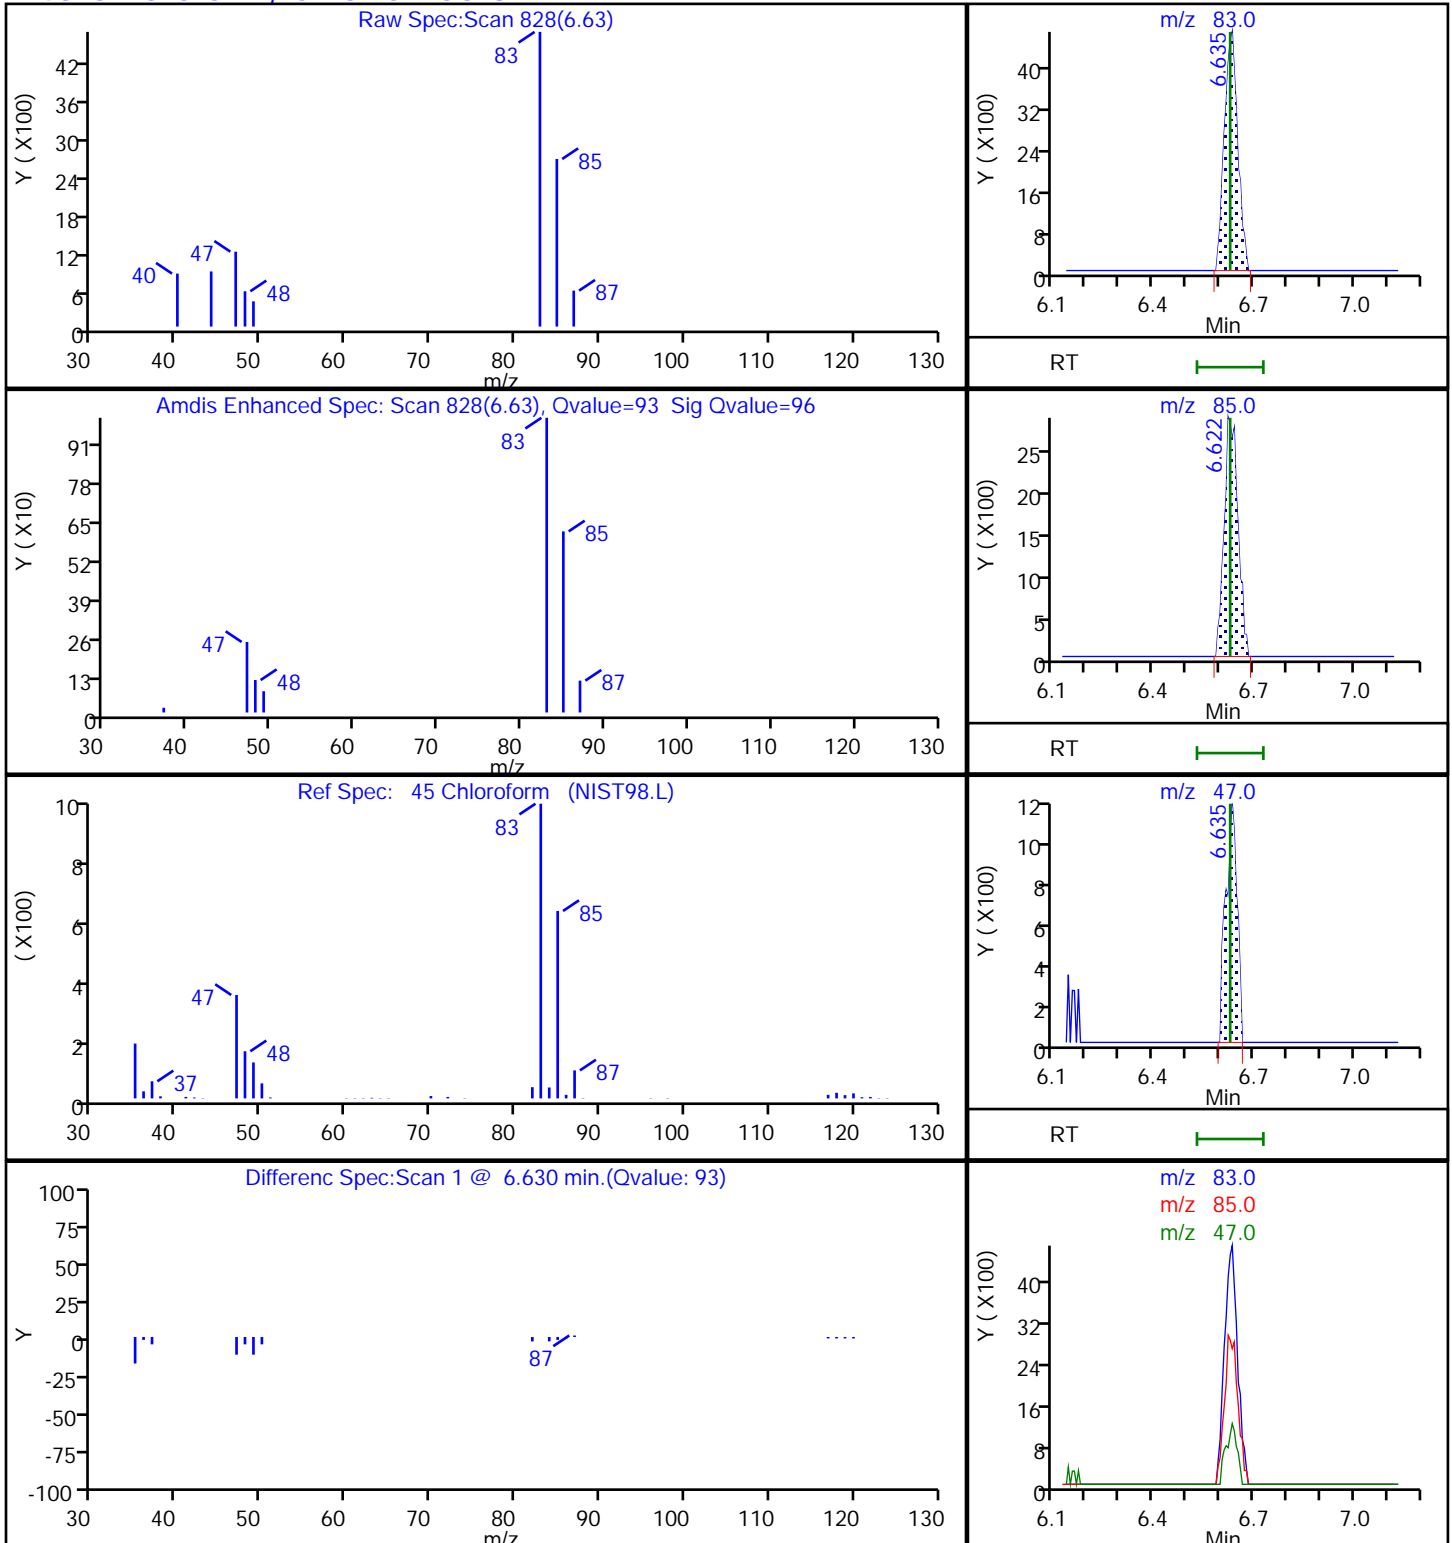 Raw Spec:Scan 828(6.63)
Y ( X100)
42
36
30
24
18
12
6
0
83
85
47
40
48
87
30 40 50 60 70 80 90 100 110 120 130
m/z
m/z 83.0
Y ( X100)
40
32
24
16
8
0
6.635
6.1 6.4 6.7 7.0
Min
RT
Amdis Enhanced Spec: Scan 828(6.63), Qvalue=93 Sig Qvalue=96
Y ( X10)
91
78
65
52
39
26
13
0
83
85
47
48
87
30 40 50 60 70 80 90 100 110 120 130
m/z
m/z 85.0
Y ( X100)
25
20
15
10
5
0
6.622
6.1 6.4 6.7 7.0
Min
RT
Ref Spec: 45 Chloroform (NIST98.L)
( X100)
10
8
6
4
2
0
83
85
47
48
37
87
30 40 50 60 70 80 90 100 110 120 130
m/z 47.0
Y ( X100)
12
10
8
6
4
2
0
6.635
6.1 6.4 6.7 7.0
Min
RT
Differenc Spec:Scan 1 @ 6.630 min.(Qvalue: 93)
Y
100
75
50
25
0
-25
-50
-75
-100
87
30 40 50 60 70 80 90 100 110 120 130
m/z
m/z 83.0
m/z 85.0
m/z 47.0
Y ( X100)
40
32
24
16
8
0
6.1 6.4 6.7 7.0
Min